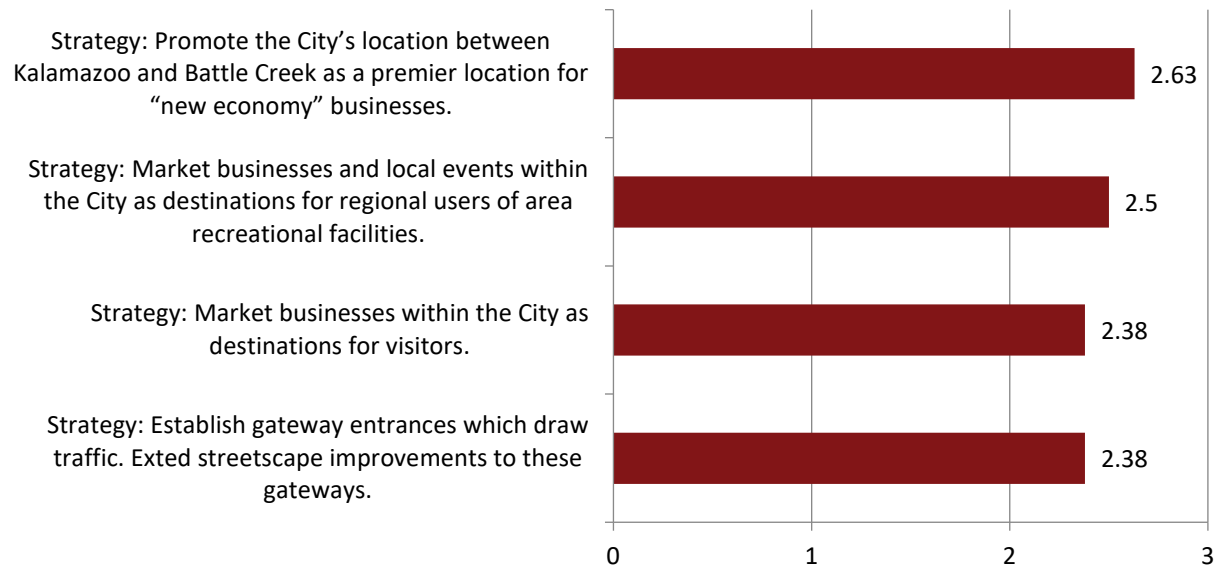 Strategy: Promote the City’s location between
Kalamazoo and Battle Creek as a premier location for
“new economy” businesses.
2.63
Strategy: Market businesses and local events within
the City as destinations for regional users of area
recreational facilities.
2.5
Strategy: Market businesses within the City as
destinations for visitors.
2.38
Strategy: Establish gateway entrances which draw
traffic. Exted streetscape improvements to these
gateways.
2.38
0 1 2 3